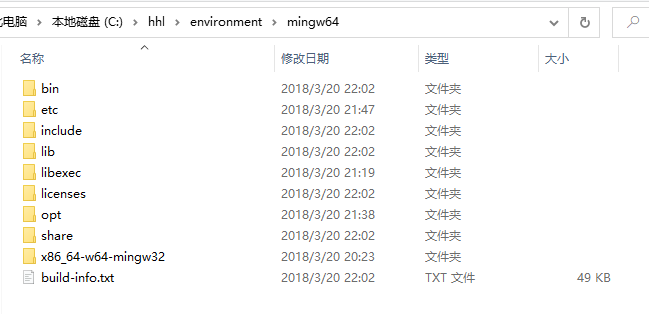 电脑 › 本地磁盘 (C:) › hhl › environment › mingw64
名称 修改日期 类型 大小
bin 2018/3/20 22:02 文件夹
etc 2018/3/20 21:47 文件夹
include 2018/3/20 22:02 文件夹
lib 2018/3/20 22:02 文件夹
libexec 2018/3/20 21:19 文件夹
licenses 2018/3/20 22:02 文件夹
opt 2018/3/20 21:38 文件夹
share 2018/3/20 22:02 文件夹
x86_64-w64-mingw32 2018/3/20 20:23 文件夹
build-info.txt 2018/3/20 22:02 TXT 文件 49 KB